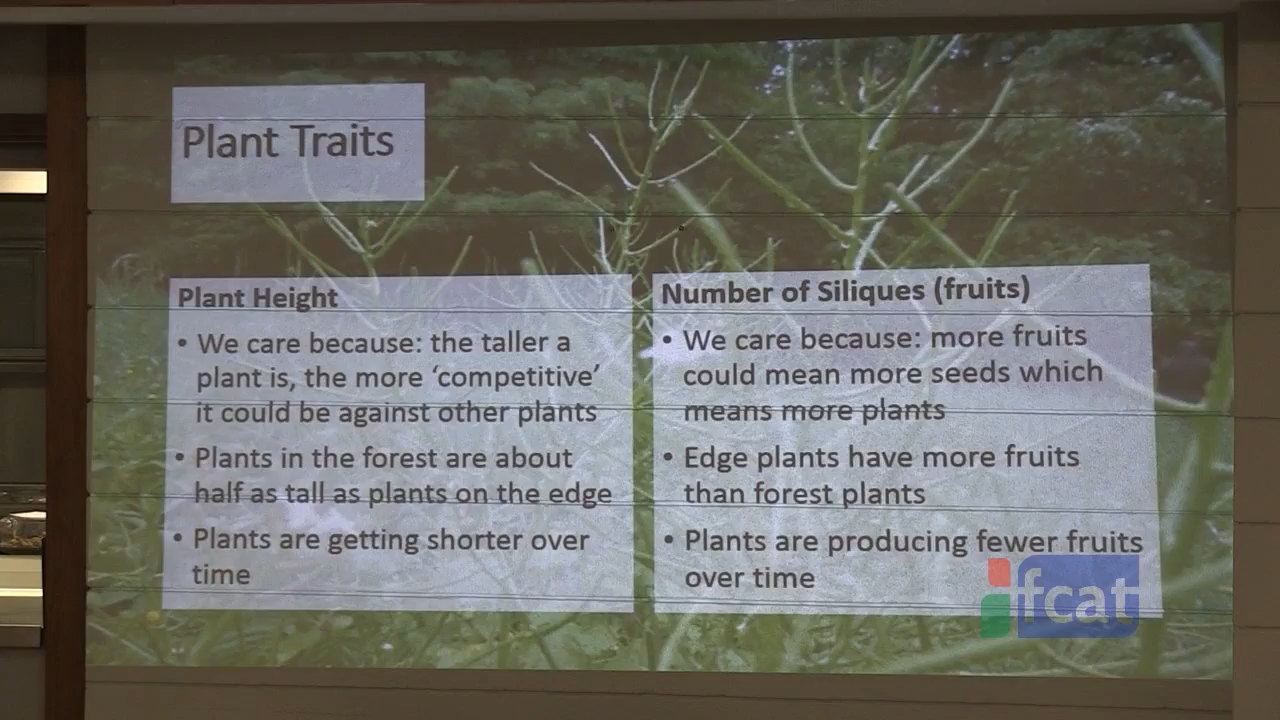 Plant Traits
Plant Height
• We care because: the taller a
plant is, the more ‘competitive’
it could be against other plants
• Plants in the forest are about
half as tall as plants on the edge
• Plants are getting shorter over
time
Number of Siliques (fruits)
• We care because: more fruits
could mean more seeds which
means more plants
• Edge plants have more fruits
than forest plants
• Plants are producing fewer fruits
over time
fcat